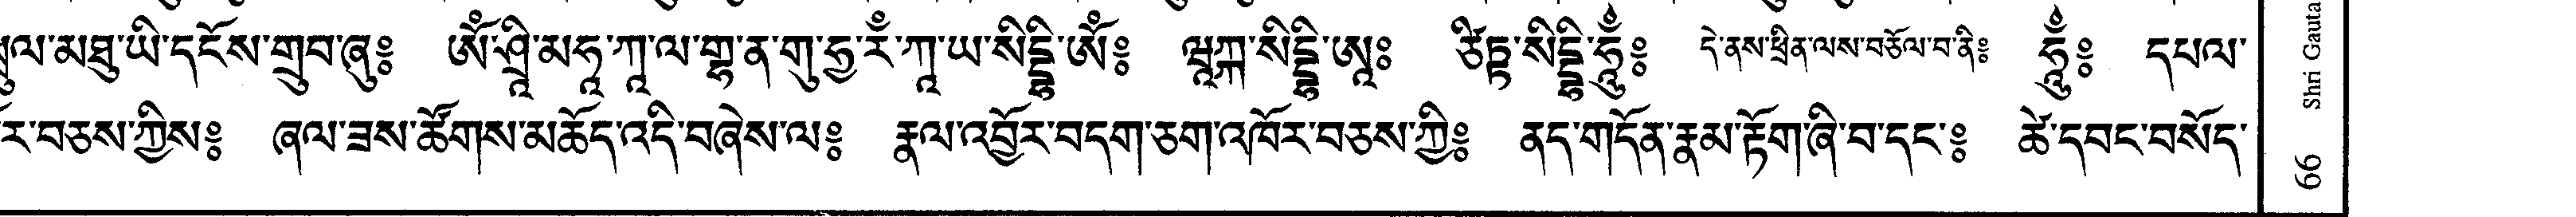 ལ་མཐུ་ཡི་དངོས་གྲུབ་ཞུ༔ ཨོཾ་ཤྲཱི་མཧཱ་ཀཱ་ལ་གྷ་ན་གུ་ཧྱ་རཾ་ཀཱ་ཡ་སིདྡྷི་ཨོཾ༔ ཝཱཀྐ་སིདྡྷི་ཨཱ༔ ཙིཏྟ་སིདྡྷི་ཧཱུྃ༔ དེ་ནས་ཕྲིན་ལས་བཅོལ་བ་ནི༔ ཧཱུྃ༔ དཔལ་
ར་བཅས་ཀྱིས༔ ཞལ་ཟས་ཚོགས་མཆོད་འདི་བཞེས་ལ༔ རྣལ་འབྱོར་བདག་ཅག་འཁོར་བཅས་ཀྱི༔ ནད་གདོན་རྣམ་རྟོག་ཞི་བ་དང་༔ ཚེ་དབང་བསོད་
Shri Gauta
66